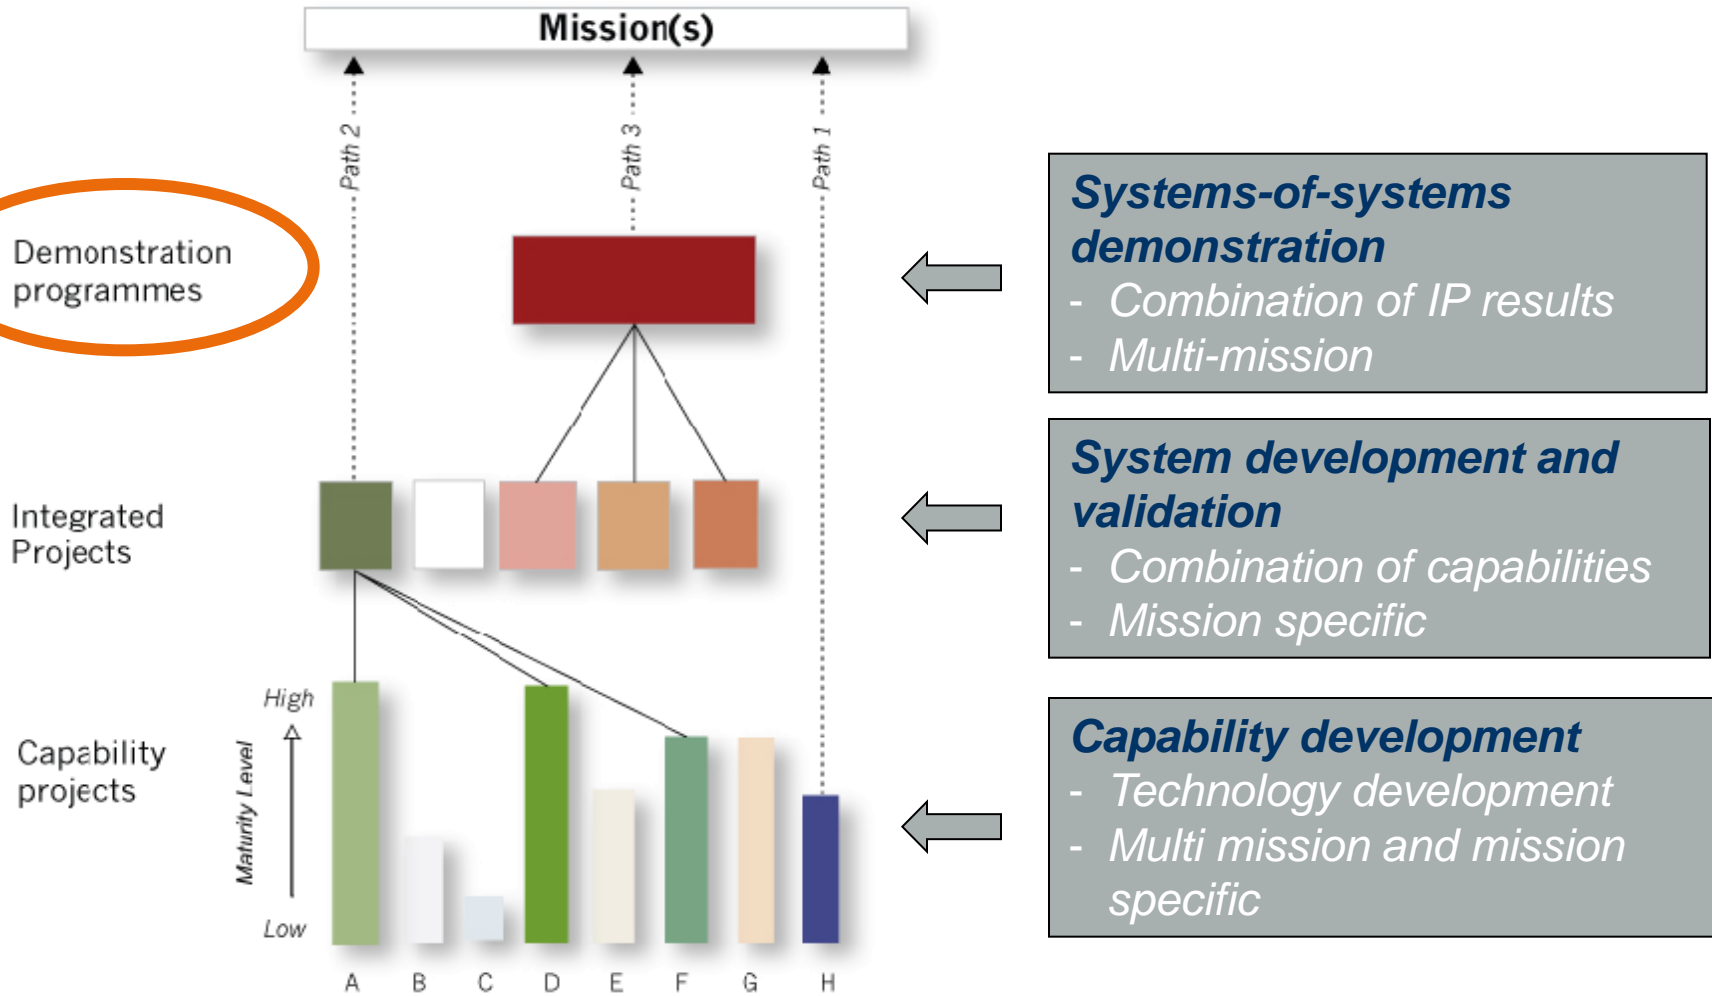 Mission(s)
Path 2
Path 3
Path 1
Demonstration
programmes
Systems-of-systems
demonstration
- Combination of IP results
- Multi-mission
Integrated
Projects
System development and
validation
- Combination of capabilities
- Mission specific
Capability
projects
High
Maturity Level
Low
Capability development
- Technology development
- Multi mission and mission
specific
A B C D E F G H